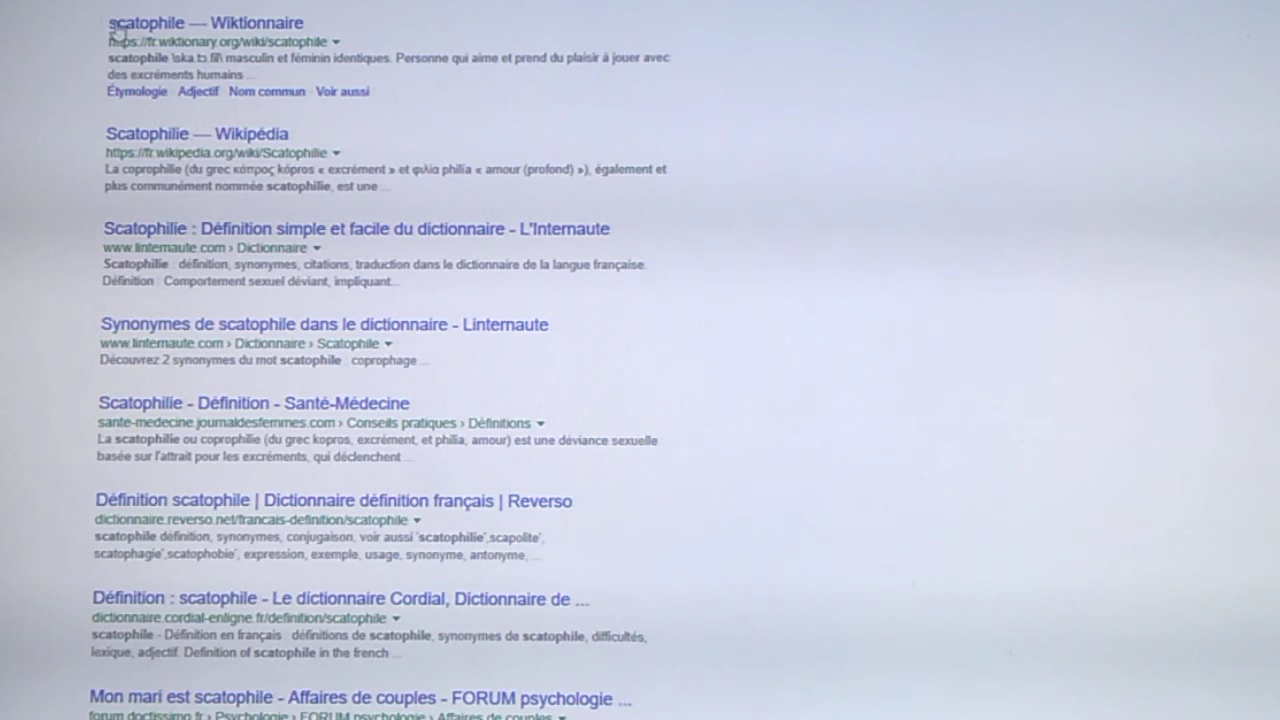 scatophile — Wiktionnaire
https://fr.wiktionary.org/wiki/scatophile
scatophile \ska.tɔ.fil\ masculin et féminin identiques. Personne qui aime et prend du plaisir à jouer avec
des excréments humains ...
Étymologie · Adjectif · Nom commun · Voir aussi
Scatophilie — Wikipédia
https://fr.wikipedia.org/wiki/Scatophilie
La coprophilie (du grec κόπρος kópros « excrément » et φιλία philía « amour (profond) »), également et
plus communément nommée scatophilie, est une ...
Scatophilie : Définition simple et facile du dictionnaire - L'Internaute
www.linternaute.com › Dictionnaire
Scatophilie : définition, synonymes, citations, traduction dans le dictionnaire de la langue française.
Définition : Comportement sexuel déviant, impliquant...
Synonymes de scatophile dans le dictionnaire - Linternaute
www.linternaute.com › Dictionnaire › Scatophile
Découvrez 2 synonymes du mot scatophile : coprophage ...
Scatophilie - Définition - Santé-Médecine
sante-medecine.journaldesfemmes.com › Conseils pratiques › Définitions
La scatophilie ou coprophilie (du grec kopros, excrément, et philia, amour) est une déviance sexuelle
basée sur l'attrait pour les excréments, qui déclenchent ...
Définition scatophile | Dictionnaire définition français | Reverso
dictionnaire.reverso.net/francais-definition/scatophile
scatophile définition, synonymes, conjugaison, voir aussi 'scatophilie',scapolite',
scatophagie',scatophobie', expression, exemple, usage, synonyme, antonyme, ...
Définition : scatophile - Le dictionnaire Cordial, Dictionnaire de ...
dictionnaire.cordial-enligne.fr/definition/scatophile
scatophile - Définition en français : définitions de scatophile, synonymes de scatophile, difficultés,
lexique, adjectif. Definition of scatophile in the french ...
Mon mari est scatophile - Affaires de couples - FORUM psychologie ...
forum.doctissimo.fr › Psychologie › FORUM psychologie › Affaires de couples